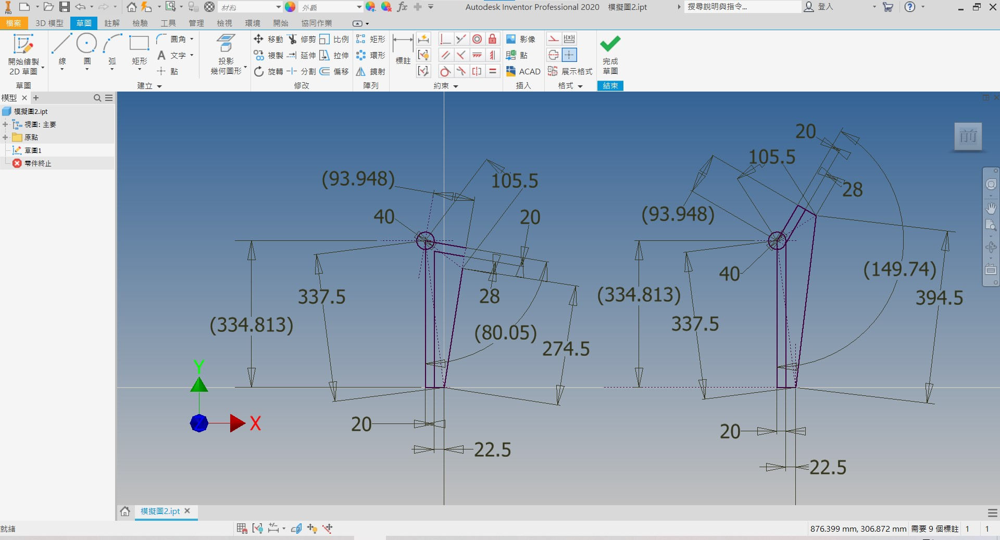 PRO
材料
外觀
fx
Autodesk Inventor Professional 2020 模擬圖2.ipt
搜尋說明與指令...
登入
檔案 3D 模型 草圖 註解 檢驗 工具 管理 檢視 環境 開始 協同作業
開始繪製
2D 草圖
線
圓
弧
矩形
圓角
文字
點
投影
幾何圖形
移動 修剪 比例
複製 延伸 拉伸
旋轉 分割 偏移
矩形
環形
鏡射
標註
影像
點
ACAD
展示格式
完成
草圖
草圖 建立 修改 陣列 約束 插入 格式 結束
模型
模擬圖2.ipt
視圖: 主要
原點
草圖1
零件終止
前
(93.948)
105.5
40
20
337.5
(334.813)
28
(80.05)
274.5
20
22.5
20
105.5
28
(93.948)
40
(149.74)
(334.813)
394.5
337.5
20
22.5
Y
Z
X
模擬圖2.ipt
就緒
876.399 mm, 306.872 mm 需要 9 個標註 1 1